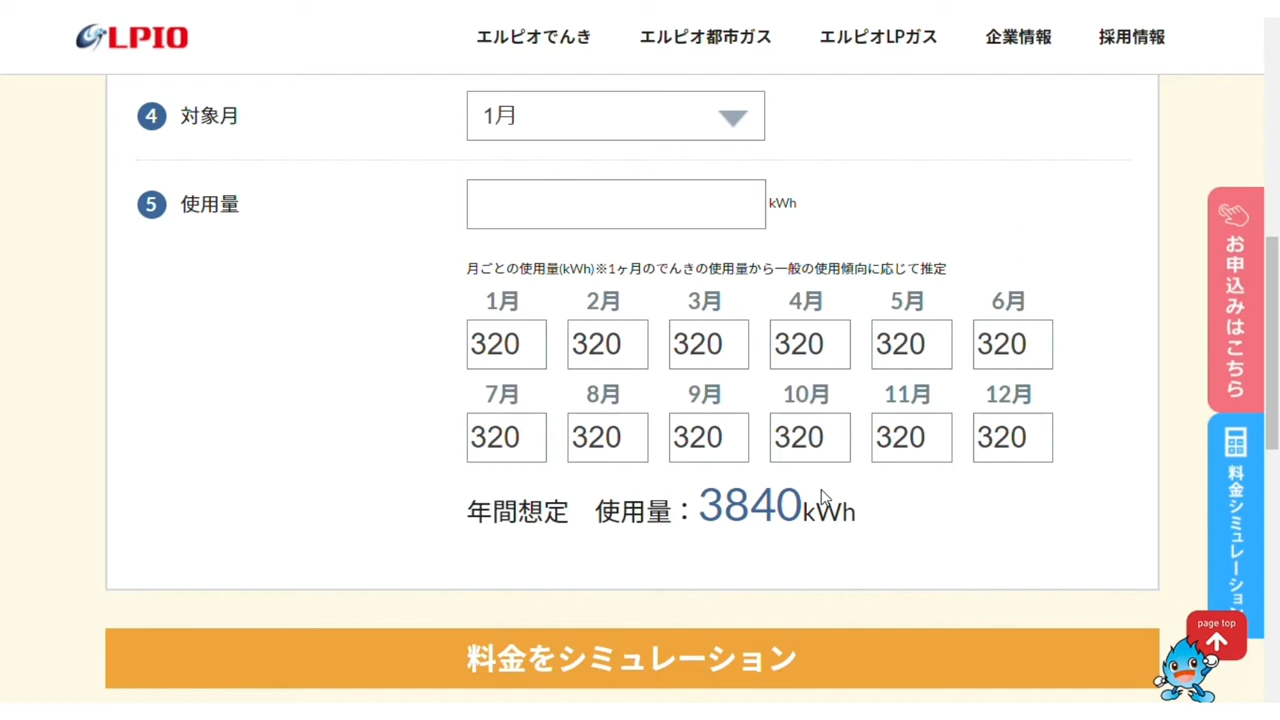 LPIO
エルピオでんき
エルピオ都市ガス
エルピオLPガス
企業情報
採用情報
4 対象月
1月
5 使用量
kWh
月ごとの使用量(kWh)※1ヶ月のでんきの使用量から一般の使用傾向に応じて推定
1月 2月 3月 4月 5月 6月
320 320 320 320 320 320
7月 8月 9月 10月 11月 12月
320 320 320 320 320 320
年間想定 使用量：3840kWh
料金をシミュレーション
お申込みはこちら
料金シミュレーション
page top